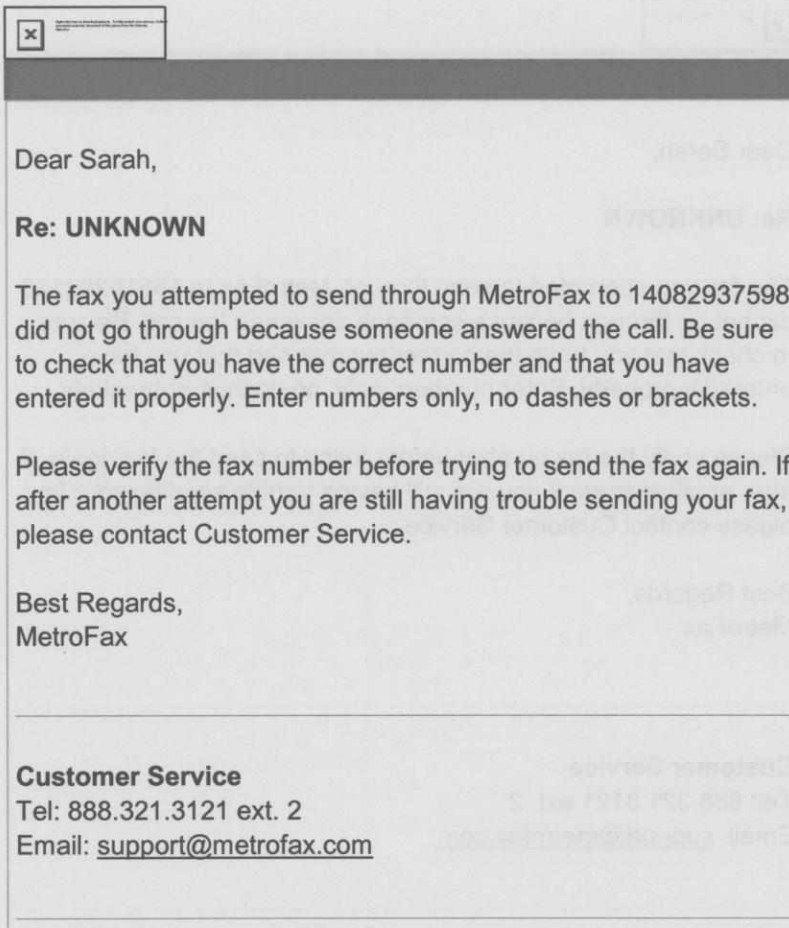 Dear Sarah,
Re: UNKNOWN
The fax you attempted to send through MetroFax to 14082937598
did not go through because someone answered the call. Be sure
to check that you have the correct number and that you have
entered it properly. Enter numbers only, no dashes or brackets.
Please verify the fax number before trying to send the fax again. If
after another attempt you are still having trouble sending your fax,
please contact Customer Service.
Best Regards,
MetroFax
Customer Service
Tel: 888.321.3121 ext. 2
Email: support@metrofax.com